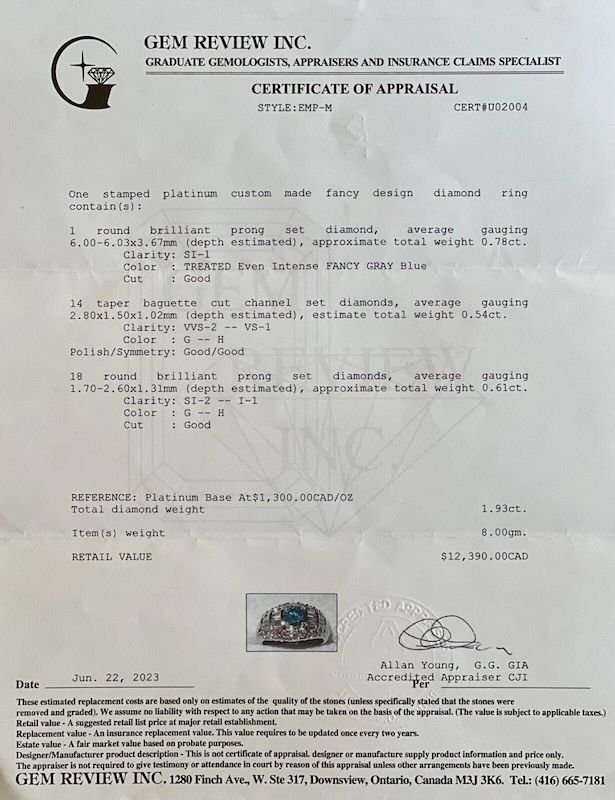 GEM REVIEW INC.
GRADUATE GEMOLOGISTS, APPRAISERS AND INSURANCE CLAIMS SPECIALIST
CERTIFICATE OF APPRAISAL
STYLE:EMP-M CERT#U02004
One stamped platinum custom made fancy design diamond ring
contain(s):
1 round brilliant prong set diamond, average gauging
6.00-6.03x3.67mm (depth estimated), approximate total weight 0.78ct.
Clarity: SI-1
Color : TREATED Even Intense FANCY GRAY Blue
Cut : Good
14 taper baguette cut channel set diamonds, average gauging
2.80x1.50x1.02mm (depth estimated), estimate total weight 0.54ct.
Clarity: VVS-2 -- VS-1
Color : G -- H
Polish/Symmetry: Good/Good
18 round brilliant prong set diamonds, average gauging
1.70-2.60x1.31mm (depth estimated), approximate total weight 0.61ct.
Clarity: SI-2 -- I-1
Color : G -- H
Cut : Good
GEM
REVIEW
INC.
REFERENCE: Platinum Base At$1,300.00CAD/OZ
Total diamond weight 1.93ct.
Item(s) weight 8.00gm.
RETAIL VALUE $12,390.00CAD
Allan Young, G.G. GIA
Accredited Appraiser CJI
Date Jun. 22, 2023 Per
These estimated replacement costs are based only on estimates of the quality of the stones (unless specifically stated that the stones were
removed and graded). We assume no liability with respect to any action that may be taken on the basis of the appraisal. (The value is subject to applicable taxes.)
Retail value - A suggested retail list price at major retail establishment.
Replacement value - An insurance replacement value. This value requires to be updated once every two years.
Estate value - A fair market value based on probate purposes.
Designer/Manufacturer product description - This is not certificate of appraisal. designer or manufacture supply product information and price only.
The appraiser is not required to give testimony or attendance in court by reason of this appraisal unless other arrangements have been previously made.
GEM REVIEW INC. 1280 Finch Ave., W. Ste 317, Downsview, Ontario, Canada M3J 3K6. Tel.: (416) 665-7181